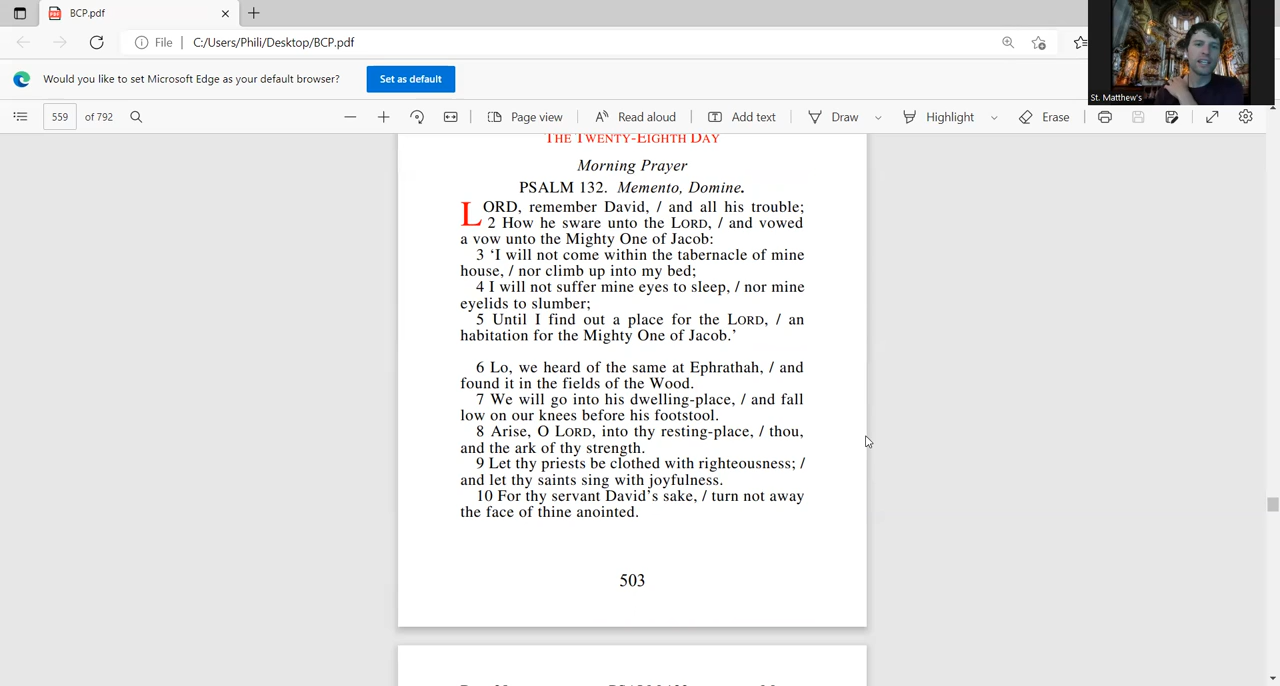 BCP.pdf
File | C:/Users/Phili/Desktop/BCP.pdf
Would you like to set Microsoft Edge as your default browser? Set as default
559 of 792 Page view Read aloud Add text Draw Highlight Erase
St. Matthew's
THE TWENTY-EIGHTH DAY
Morning Prayer
PSALM 132. Memento, Domine.
LORD, remember David, / and all his trouble;
2 How he sware unto the LORD, / and vowed
a vow unto the Mighty One of Jacob:
3 ‘I will not come within the tabernacle of mine
house, / nor climb up into my bed;
4 I will not suffer mine eyes to sleep, / nor mine
eyelids to slumber;
5 Until I find out a place for the LORD, / an
habitation for the Mighty One of Jacob.’
6 Lo, we heard of the same at Ephrathah, / and
found it in the fields of the Wood.
7 We will go into his dwelling-place, / and fall
low on our knees before his footstool.
8 Arise, O LORD, into thy resting-place, / thou,
and the ark of thy strength.
9 Let thy priests be clothed with righteousness; /
and let thy saints sing with joyfulness.
10 For thy servant David’s sake, / turn not away
the face of thine anointed.
503